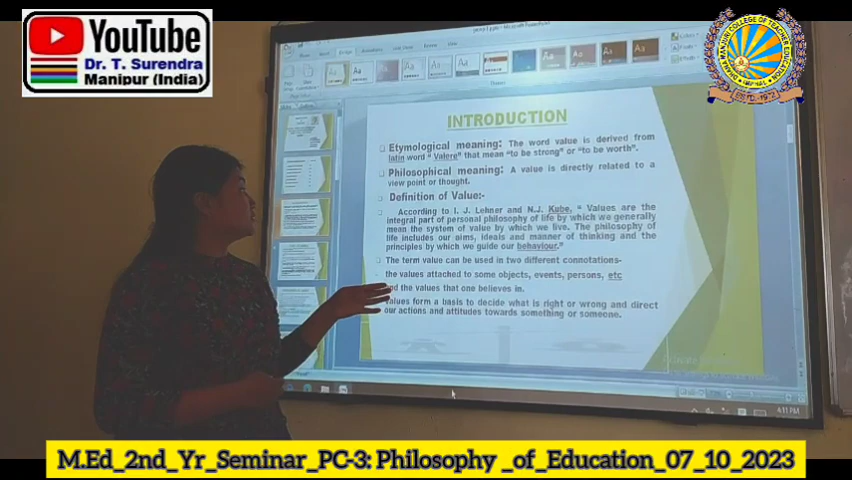 YouTube
Dr. T. Surendra
Manipur (India)
ESTD.-1972
INTRODUCTION
Etymological meaning: The word value is derived from
latin word " Valere" that mean "to be strong" or "to be worth".
Philosophical meaning: A value is directly related to a
view point or thought.
Definition of Value:-
According to I. J. Lehner and N.J. Kube, " Values are the
integral part of personal philosophy of life by which we generally
mean the system of value by which we live. The philosophy of
life includes our aims, ideals and manner of thinking and the
principles by which we guide our behaviour."
The term value can be used in two different connotations-
the values attached to some objects, events, persons, etc
and the values that one believes in.
Values form a basis to decide what is right or wrong and direct
our actions and attitudes towards something or someone.
4:11 PM
M.Ed_2nd_Yr_Seminar_PC-3: Philosophy _of_Education_07_10_2023